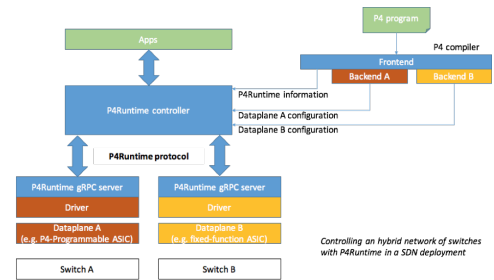 P4 program
Apps
P4 compiler
Frontend
Backend A
Backend B
P4Runtime information
P4Runtime controller
Dataplane A configuration
Dataplane B configuration
P4Runtime protocol
P4Runtime gRPC server
P4Runtime gRPC server
Driver
Driver
Dataplane A
(e.g. P4-Programmable ASIC)
Dataplane B
(e.g. fixed-function ASIC)
Switch A
Switch B
Controlling an hybrid network of switches
with P4Runtime in a SDN deployment